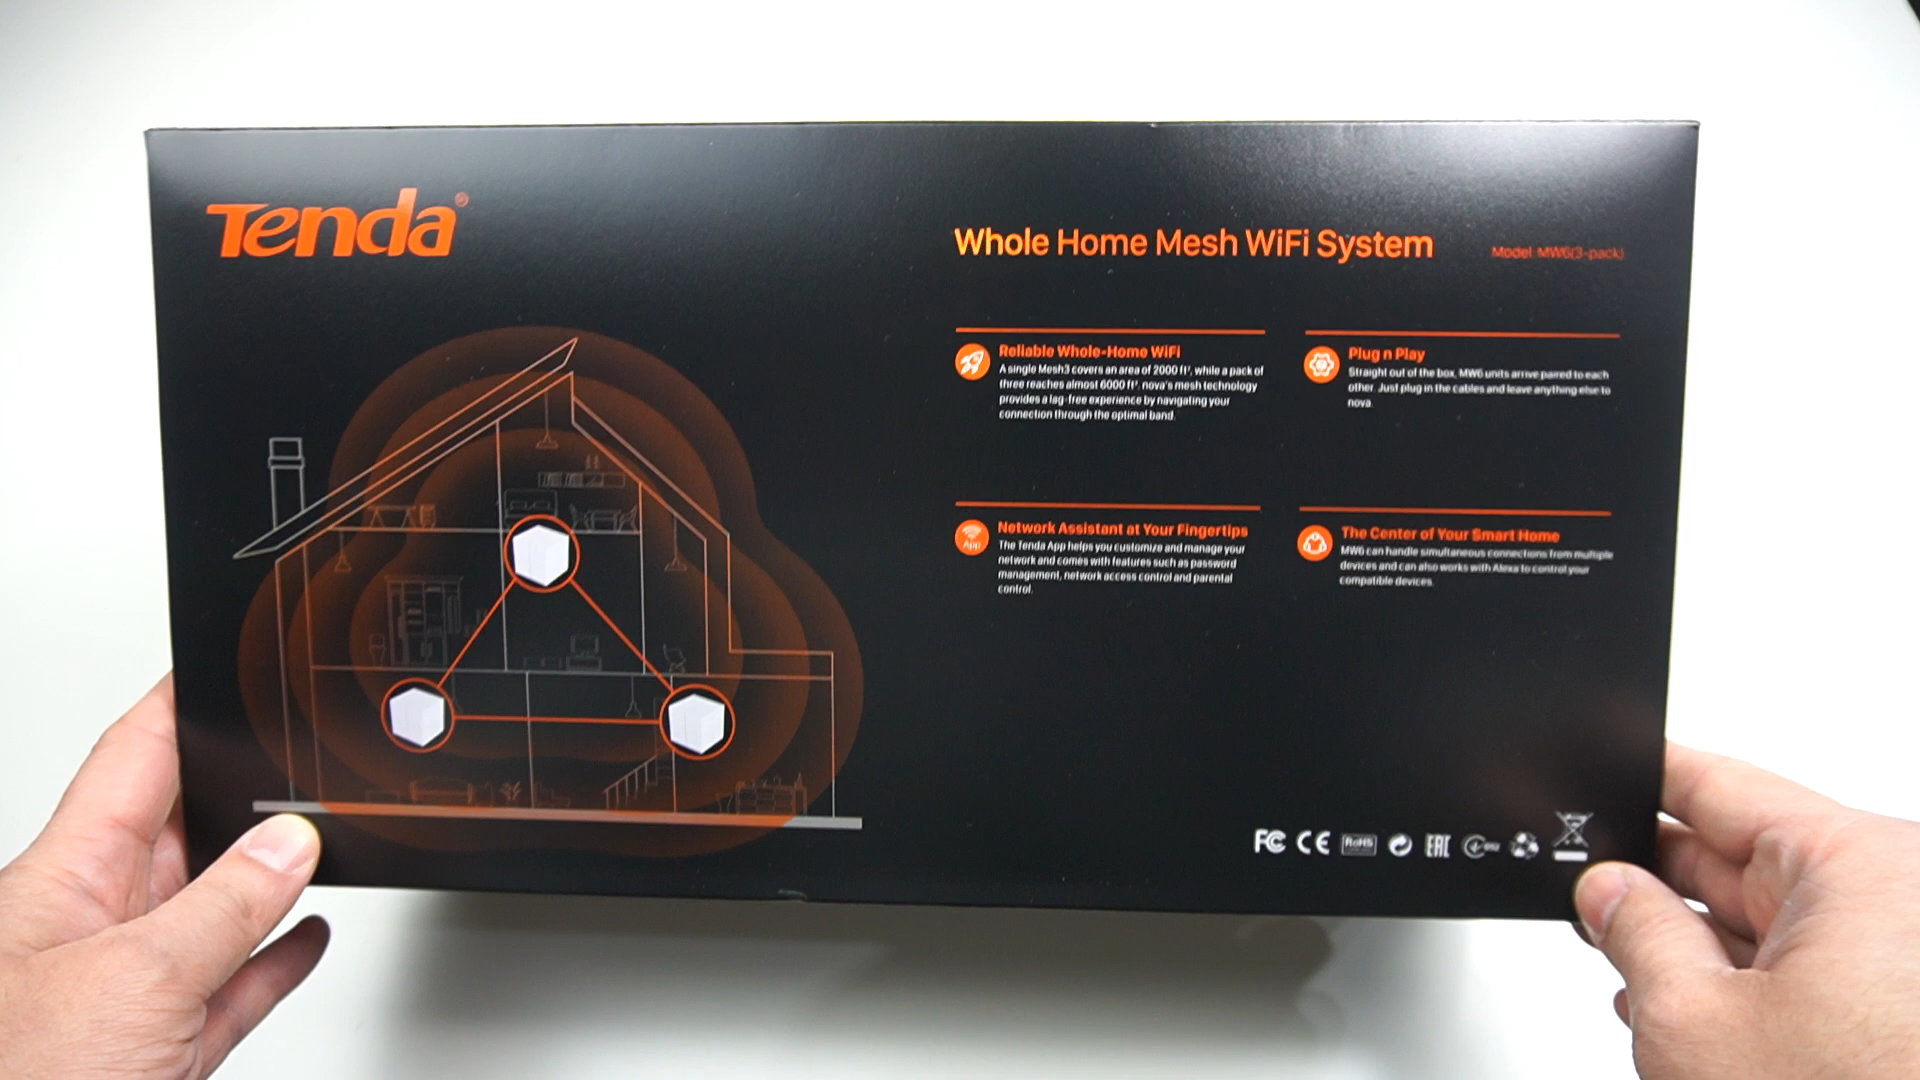 Tenda®
Whole Home Mesh WiFi System
Model: MW6(3-pack)
Reliable Whole-Home WiFi
A single Mesh3 covers an area of 2000 ft², while a pack of
three reaches almost 6000 ft². nova's mesh technology
provides a lag-free experience by navigating your
connection through the optimal band.
Plug n Play
Straight out of the box, MW6 units arrive paired to each
other. Just plug in the cables and leave anything else to
nova.
App
Network Assistant at Your Fingertips
The Tenda App helps you customize and manage your
network and comes with features such as password
management, network access control and parental
control.
The Center of Your Smart Home
MW6 can handle simultaneous connections from multiple
devices and can also works with Alexa to control your
compatible devices.
FC CE RoHS EAC